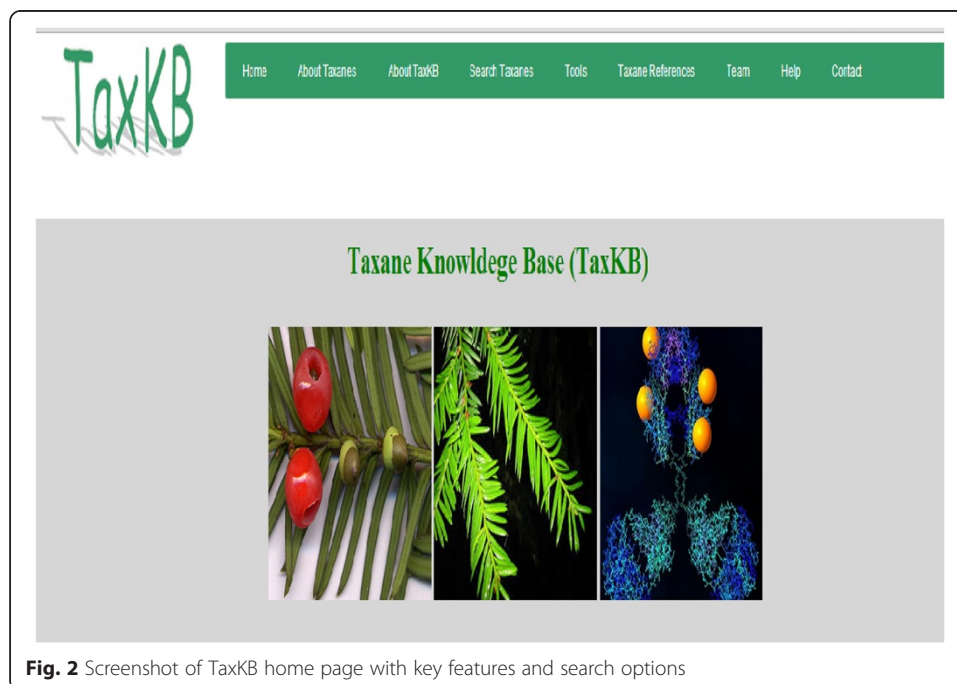 TaxKB
Home About Taxanes About TaxKB Search Taxanes Tools Taxane References Team Help Contact
Taxane Knowldege Base (TaxKB)
Fig. 2 Screenshot of TaxKB home page with key features and search options